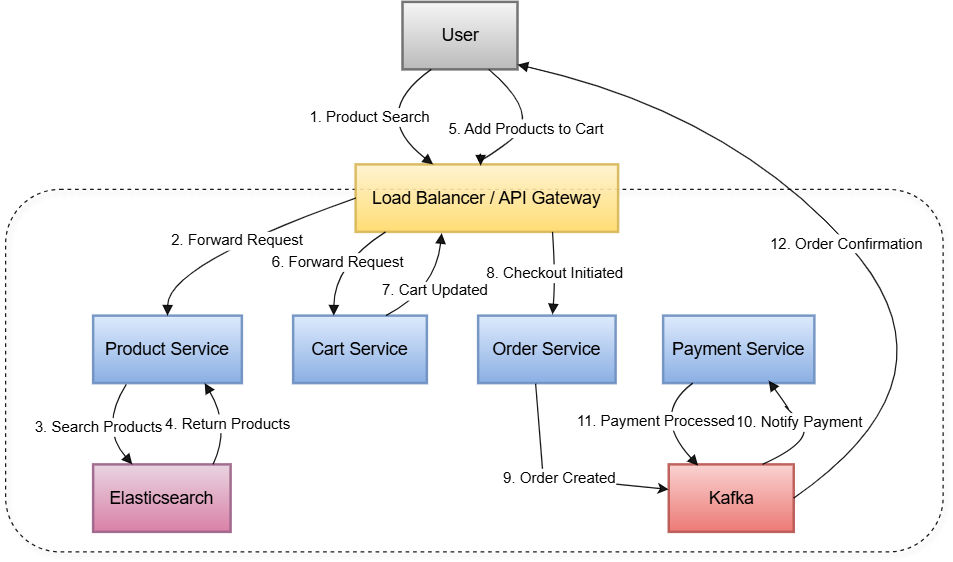 User
1. Product Search
5. Add Products to Cart
Load Balancer / API Gateway
2. Forward Request
12. Order Confirmation
6. Forward Request
8. Checkout Initiated
7. Cart Updated
Product Service
Cart Service
Order Service
Payment Service
3. Search Products
4. Return Products
11. Payment Processed
10. Notify Payment
9. Order Created
Elasticsearch
Kafka